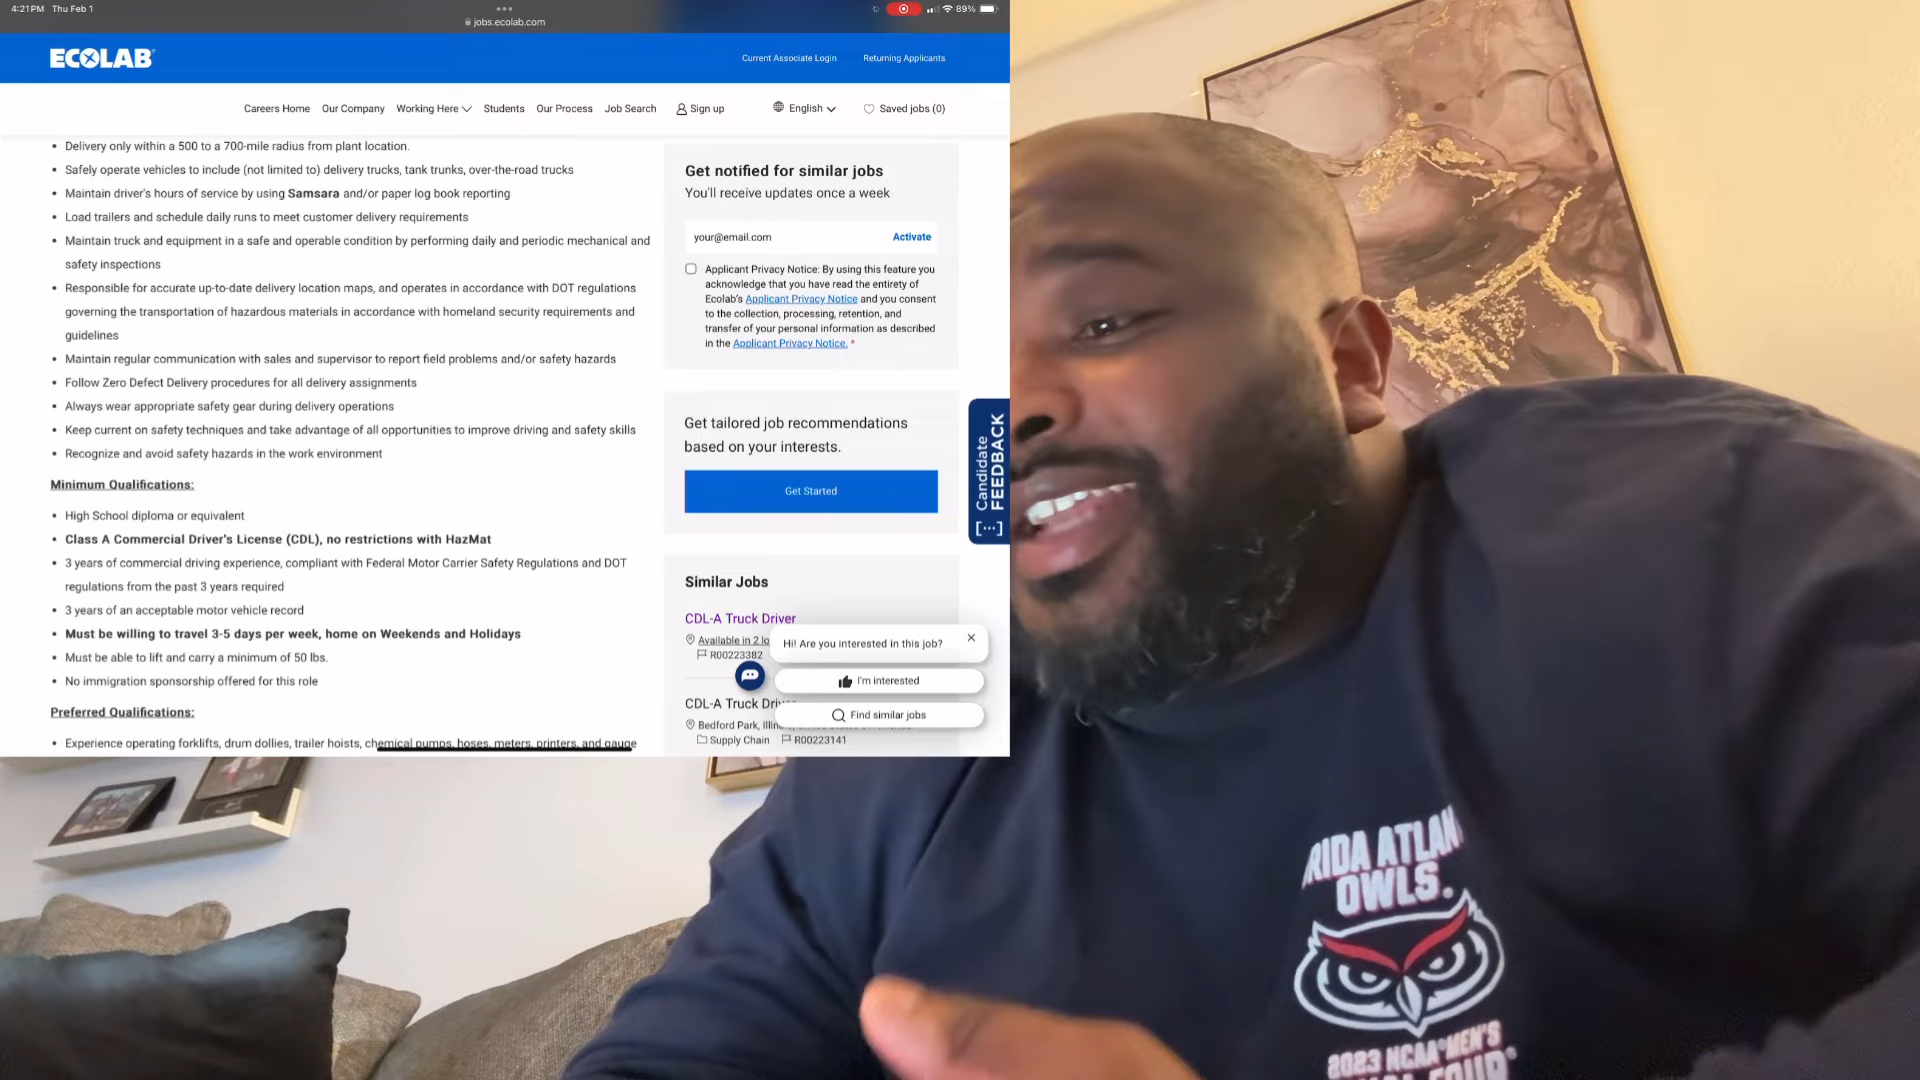 4:21 PM Thu Feb 1
jobs.ecolab.com
89%
ECOLAB
Current Associate Login
Returning Applicants
Careers Home
Our Company
Working Here
Students
Our Process
Job Search
Sign up
English
Saved jobs (0)
• Delivery only within a 500 to a 700-mile radius from plant location.
• Safely operate vehicles to include (not limited to) delivery trucks, tank trunks, over-the-road trucks
• Maintain driver's hours of service by using Samsara and/or paper log book reporting
• Load trailers and schedule daily runs to meet customer delivery requirements
• Maintain truck and equipment in a safe and operable condition by performing daily and periodic mechanical and
safety inspections
• Responsible for accurate up-to-date delivery location maps, and operates in accordance with DOT regulations
governing the transportation of hazardous materials in accordance with homeland security requirements and
guidelines
• Maintain regular communication with sales and supervisor to report field problems and/or safety hazards
• Follow Zero Defect Delivery procedures for all delivery assignments
• Always wear appropriate safety gear during delivery operations
• Keep current on safety techniques and take advantage of all opportunities to improve driving and safety skills
• Recognize and avoid safety hazards in the work environment
Minimum Qualifications:
• High School diploma or equivalent
• Class A Commercial Driver's License (CDL), no restrictions with HazMat
• 3 years of commercial driving experience, compliant with Federal Motor Carrier Safety Regulations and DOT
regulations from the past 3 years required
• 3 years of an acceptable motor vehicle record
• Must be willing to travel 3-5 days per week, home on Weekends and Holidays
• Must be able to lift and carry a minimum of 50 lbs.
• No immigration sponsorship offered for this role
Preferred Qualifications:
• Experience operating forklifts, drum dollies, trailer hoists, chemical pumps, hoses, meters, printers, and gauge
Get notified for similar jobs
You'll receive updates once a week
your@email.com
Activate
Applicant Privacy Notice: By using this feature you
acknowledge that you have read the entirety of
Ecolab's Applicant Privacy Notice and you consent
to the collection, processing, retention, and
transfer of your personal information as described
in the Applicant Privacy Notice. *
Get tailored job recommendations
based on your interests.
Get Started
Candidate
FEEDBACK
Similar Jobs
CDL-A Truck Driver
Available in 2 lo
R00223382
Hi! Are you interested in this job?
I'm interested
Find similar jobs
CDL-A Truck Driv
Bedford Park, Illin
Supply Chain
R00223141
RIDA ATLAN
OWLS.
2023 NCAA MEN'S
FOUR